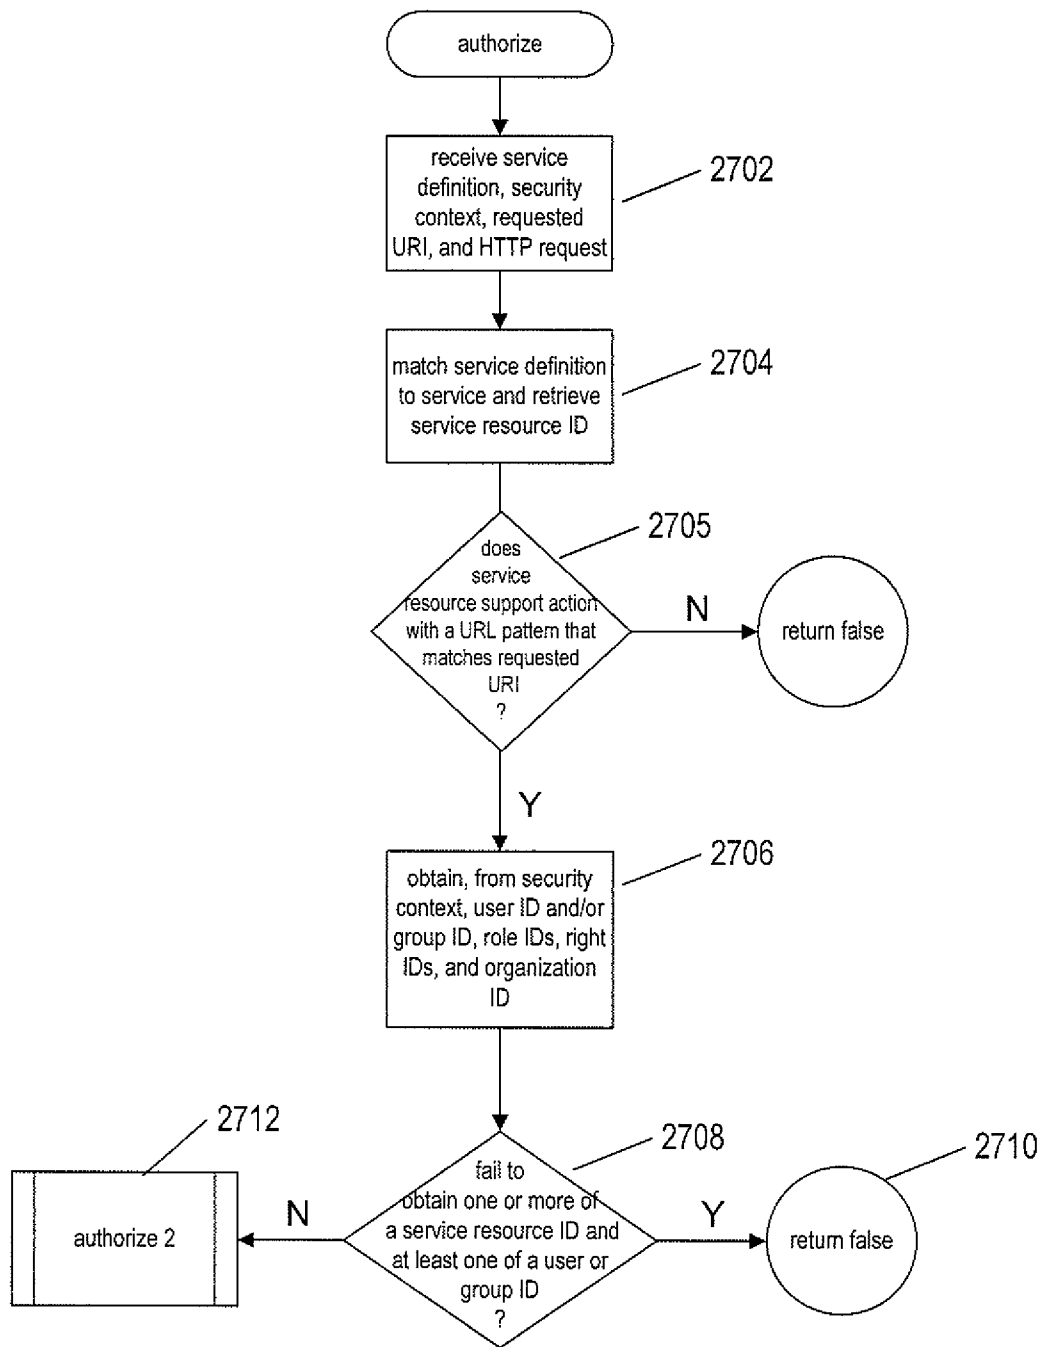 authorize
receive service
definition, security
context, requested
URI, and HTTP request
2702
match service definition
to service and retrieve
service resource ID
2704
does
service
resource support action
with a URL pattern that
matches requested
URI
?
2705
N
return false
Y
obtain, from security
context, user ID and/or
group ID, role IDs, right
IDs, and organization
ID
2706
fail to
obtain one or more of
a service resource ID and
at least one of a user or
group ID
?
2708
Y
return false
2710
N
authorize 2
2712